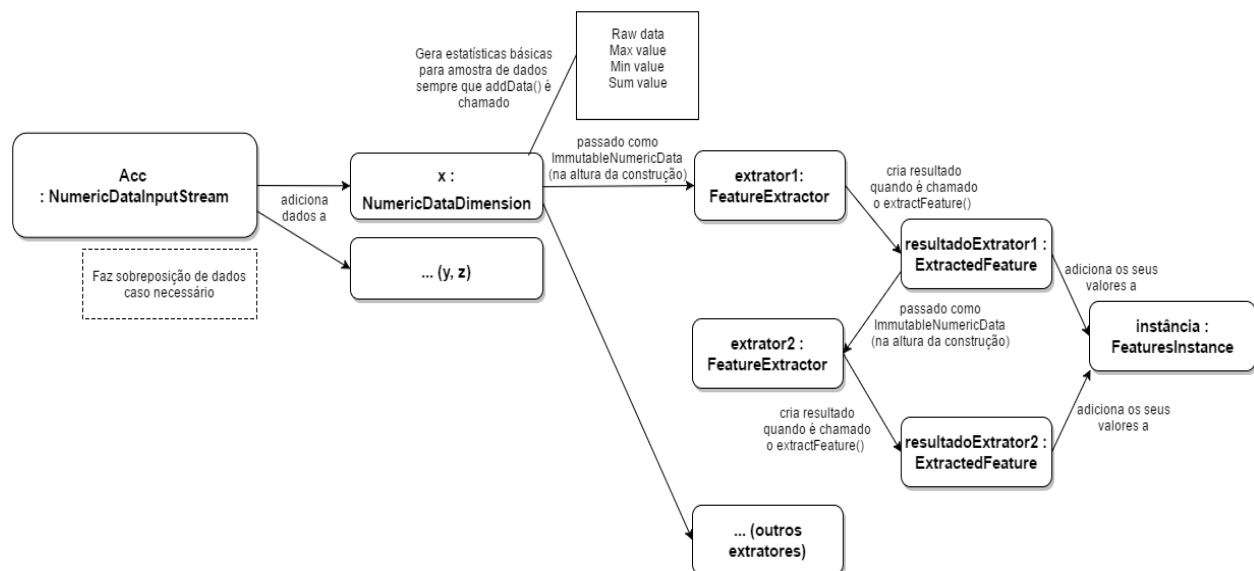 Raw data
Max value
Min value
Sum value
Gera estatísticas básicas
para amostra de dados
sempre que addData() é
chamado
Acc
: NumericDataInputStream
adiciona
dados a
x :
NumericDataDimension
passado como
ImmutableNumericData
(na altura da construção)
extrator1:
FeatureExtractor
cria resultado
quando é chamado
o extractFeature()
... (y, z)
Faz sobreposição de dados
caso necessário
resultadoExtrator1 :
ExtractedFeature
adiciona os seus
valores a
passado como
ImmutableNumericData
(na altura da construção)
instância :
FeaturesInstance
extrator2 :
FeatureExtractor
cria resultado
quando é chamado
o extractFeature()
resultadoExtrator2 :
ExtractedFeature
adiciona os seus
valores a
... (outros
extratores)